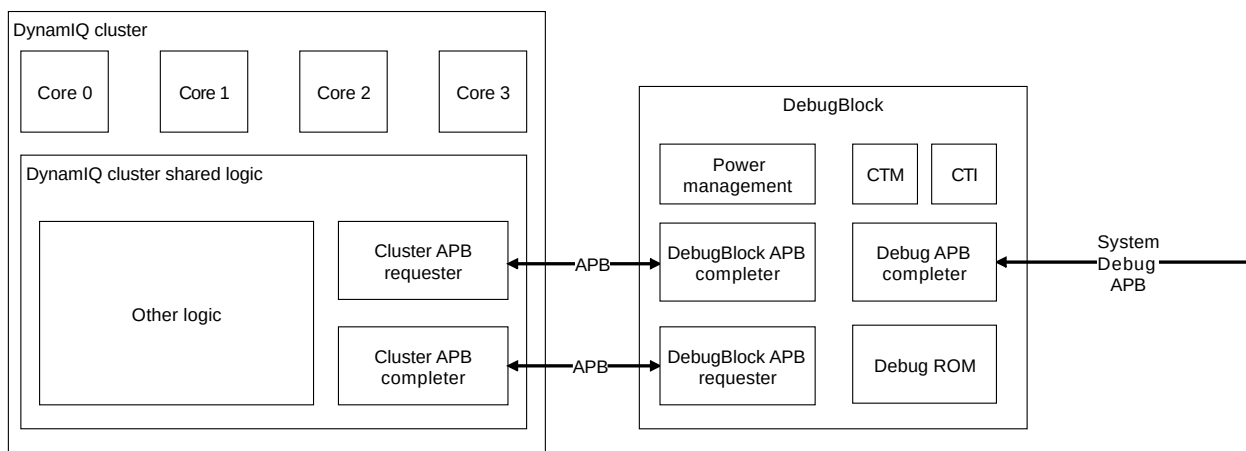 DynamIQ cluster
Core 0
Core 1
Core 2
Core 3
DynamIQ cluster shared logic
Other logic
Cluster APB
requester
Cluster APB
completer
APB
APB
DebugBlock
Power
management
CTM
CTI
DebugBlock APB
completer
Debug APB
completer
DebugBlock APB
requester
Debug ROM
System
Debug
APB